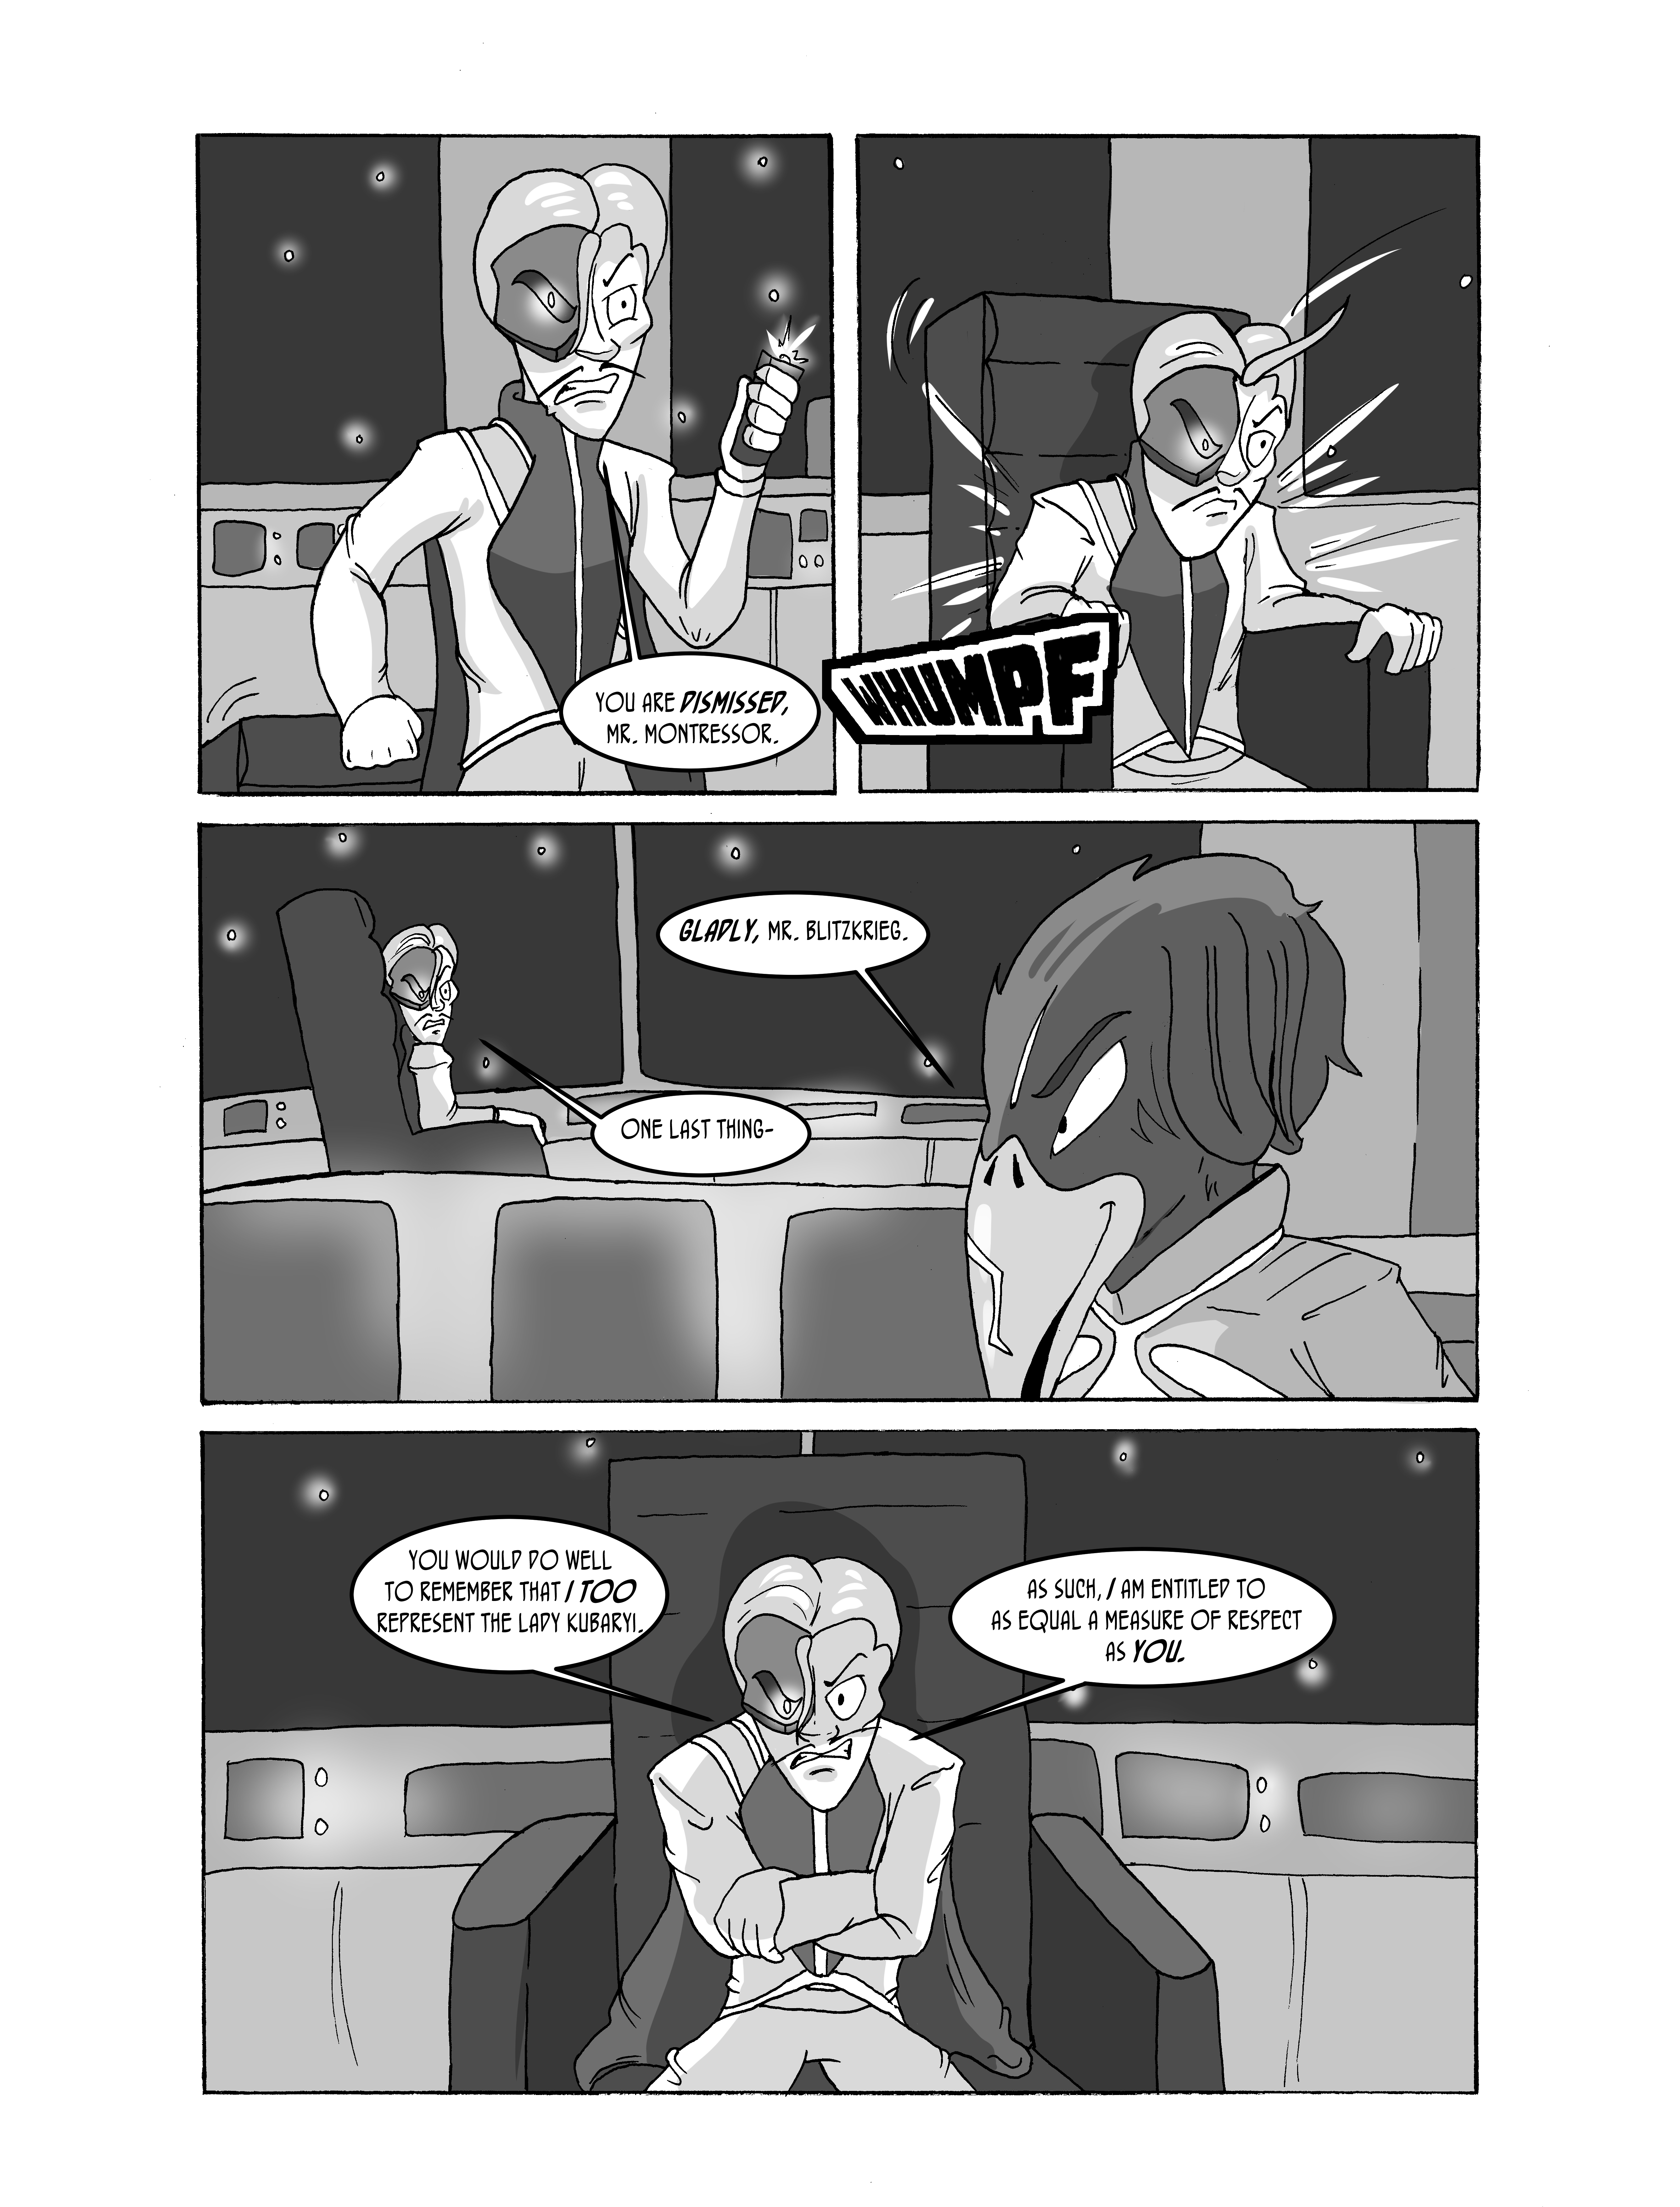 YOU ARE DISMISSED,
MR. MONTRESSOR.
WHUMPF
GLADLY, MR. BLITZKRIEG.
ONE LAST THING-
YOU WOULD DO WELL
TO REMEMBER THAT I TOO
REPRESENT THE LADY KUBARYI.
AS SUCH, I AM ENTITLED TO
AS EQUAL A MEASURE OF RESPECT
AS YOU.